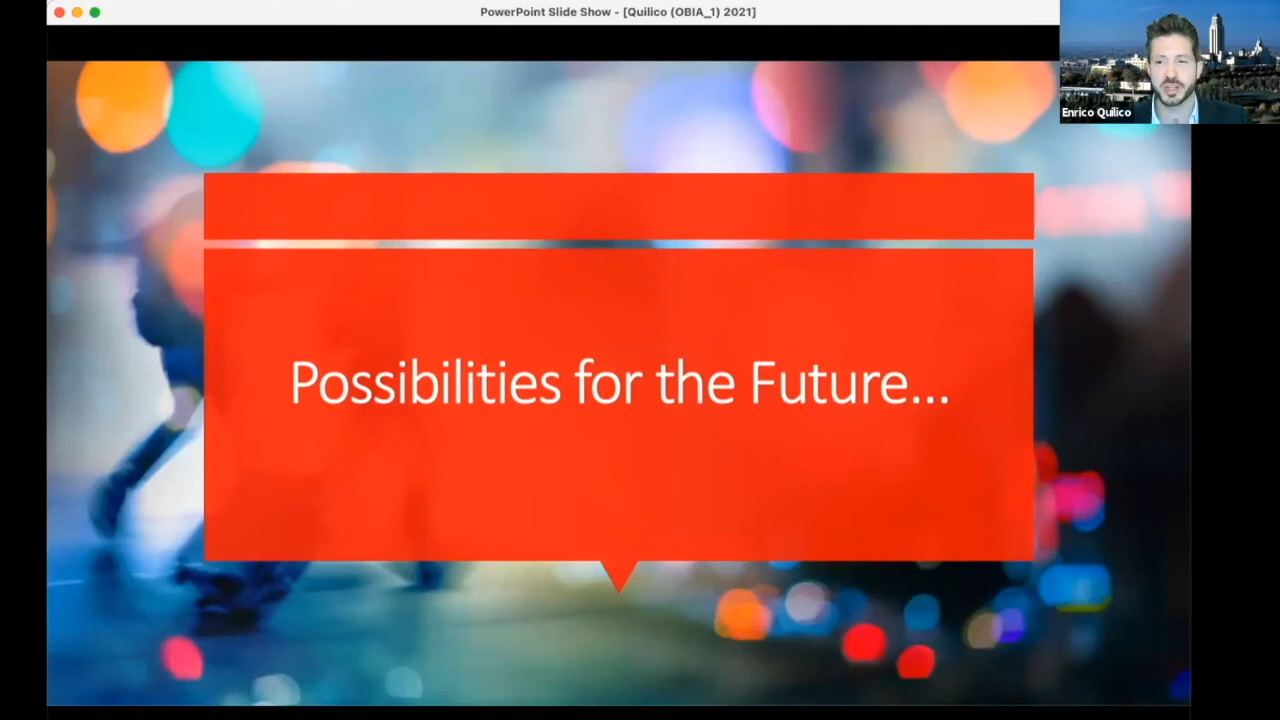 PowerPoint Slide Show - [Quilico (OBIA_1) 2021]
Enrico Quilico
Possibilities for the Future...